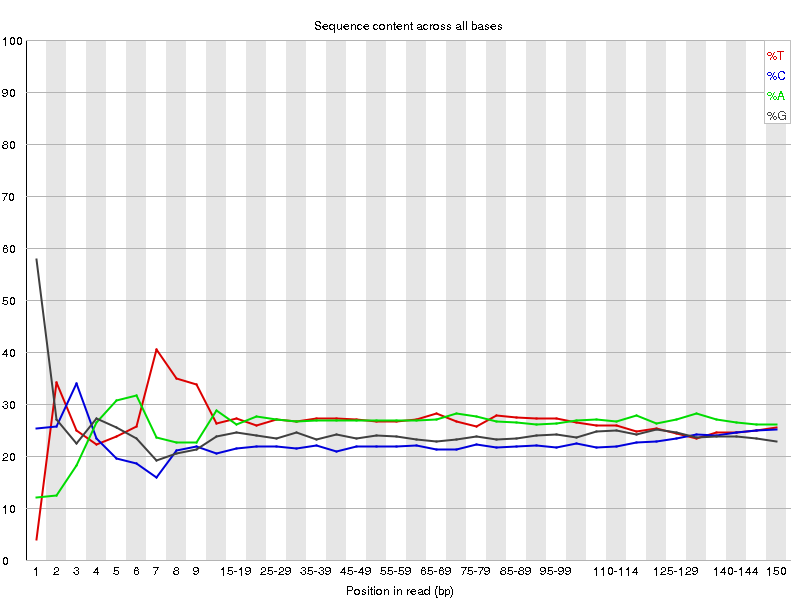 Sequence content across all bases
100
90
80
70
60
50
40
30
20
10
0
%T
%C
%A
%G
1 2 3 4 5 6 7 8 9 15-19 25-29 35-39 45-49 55-59 65-69 75-79 85-89 95-99 110-114 125-129 140-144 150
Position in read (bp)